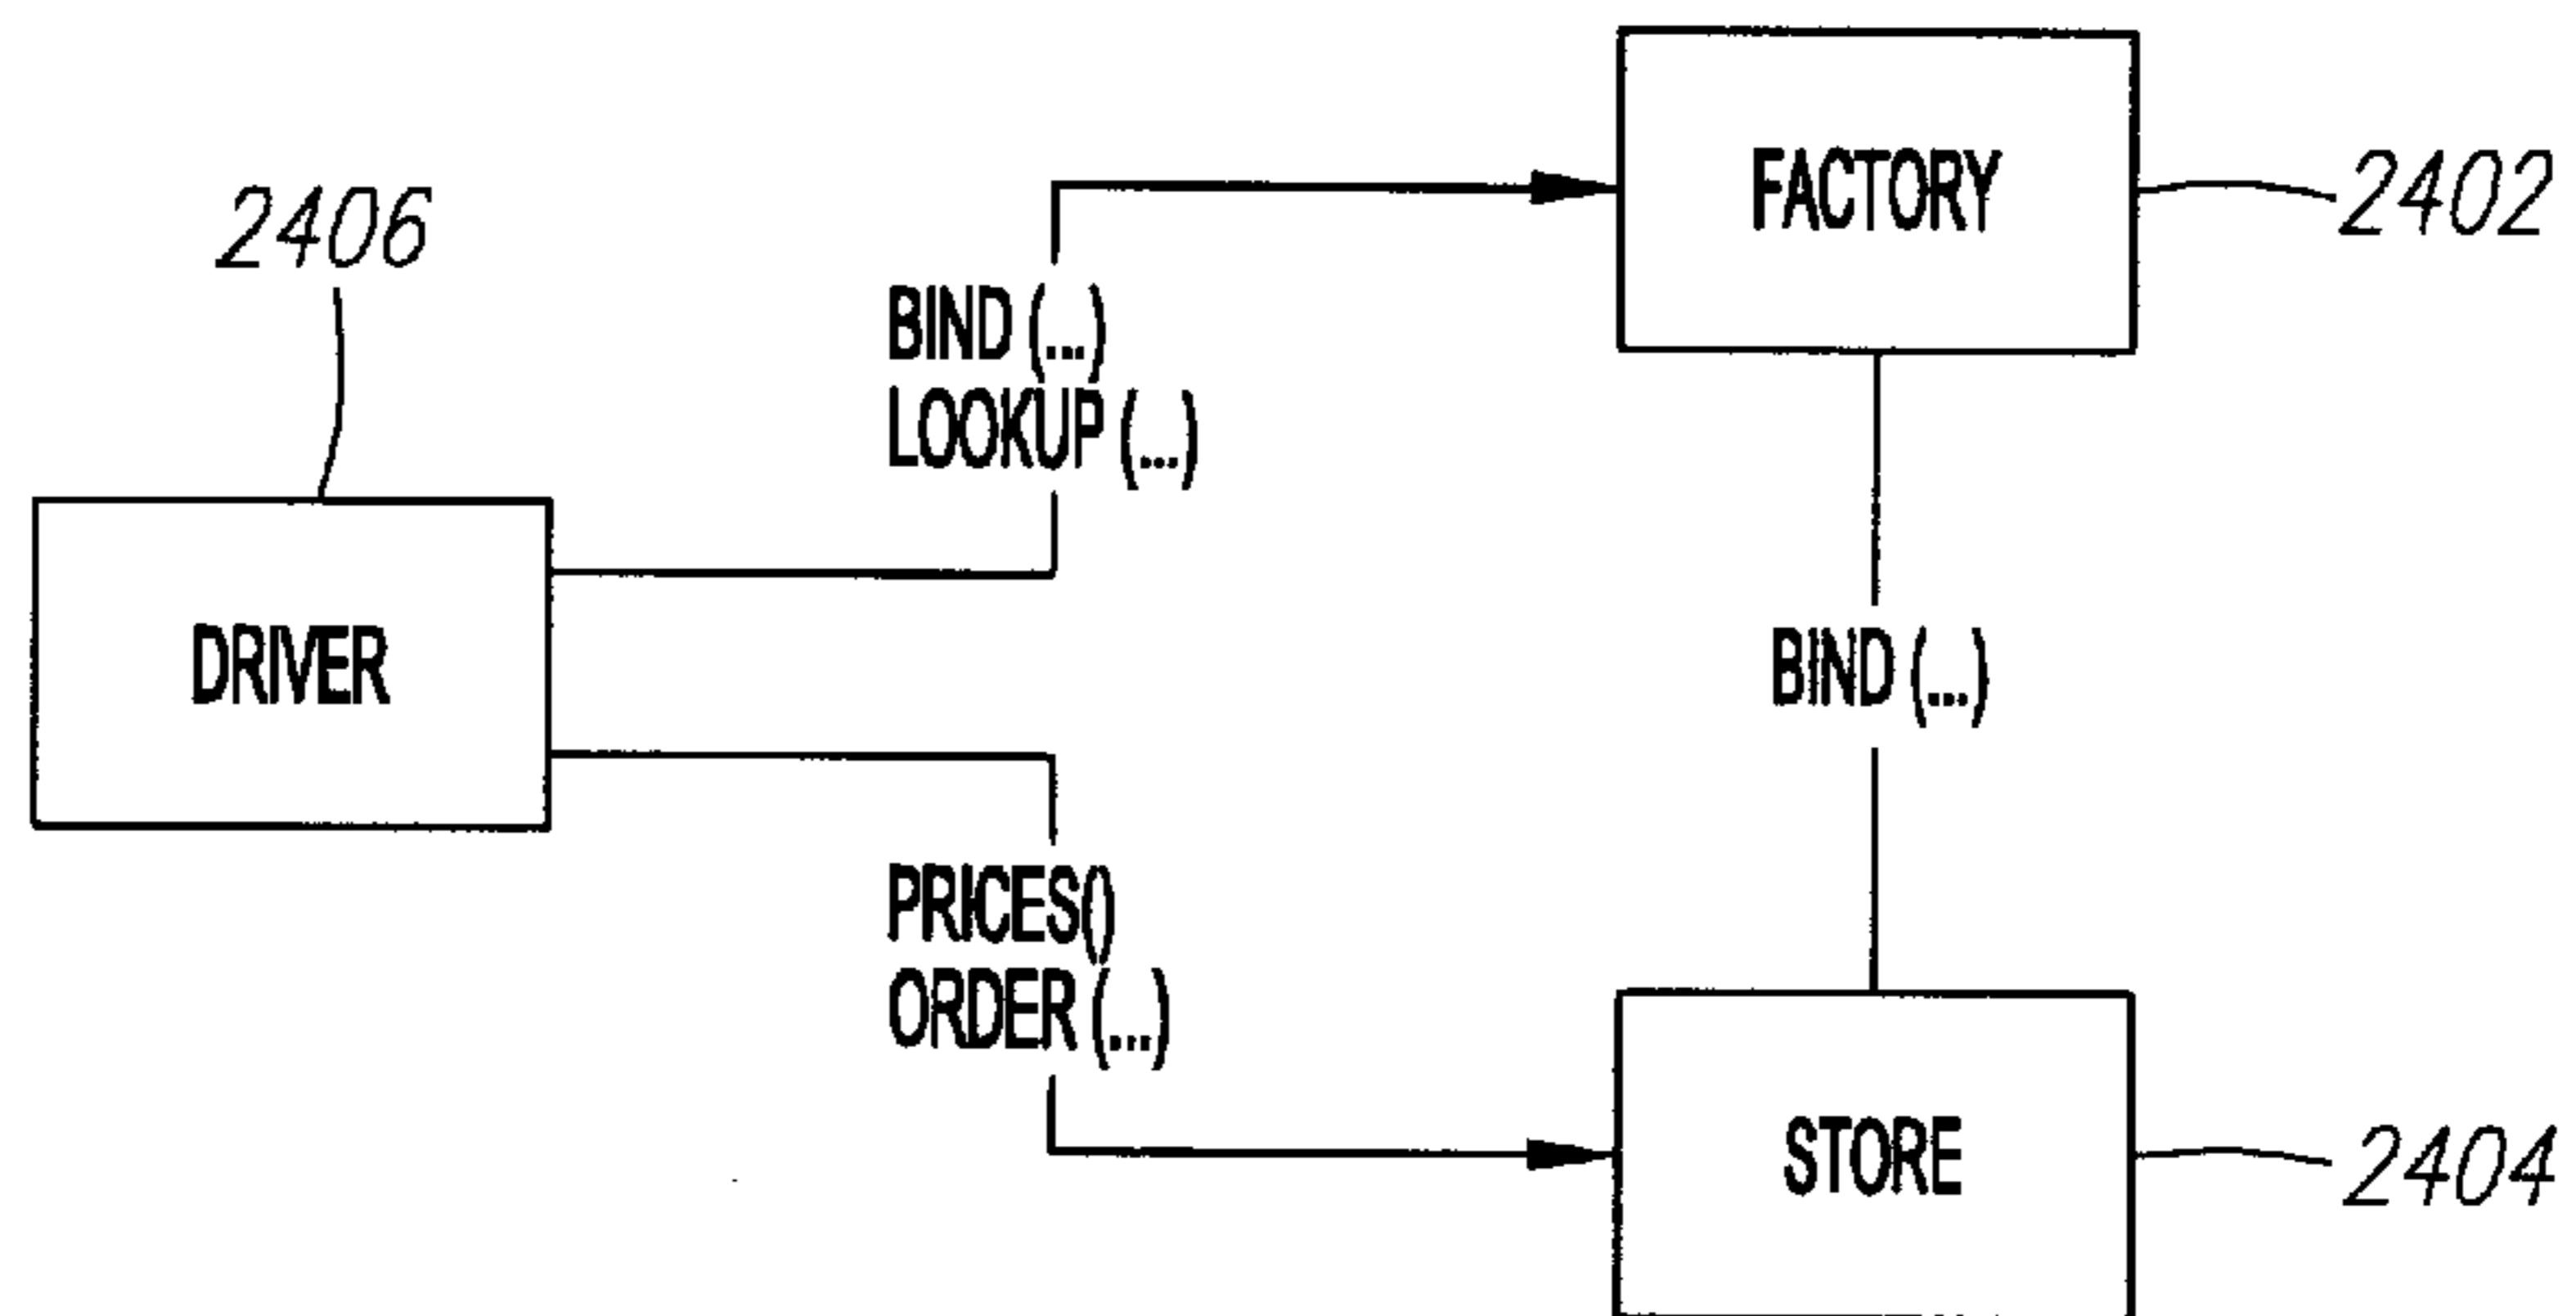 FACTORY
2402
2406
BIND (...)
LOOKUP (...)
DRIVER
BIND (...)
PRICES()
ORDER (...)
STORE
2404